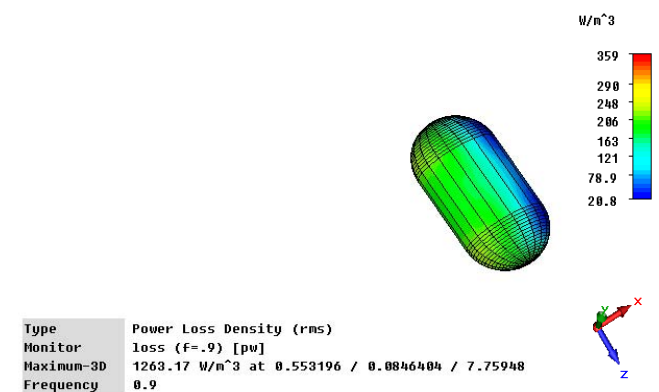 W/m^3
359
290
248
206
163
121
78.9
20.8
Type Power Loss Density (rms)
Monitor loss (f=.9) [pw]
Maximum-3D 1263.17 W/m^3 at 0.553196 / 0.0846404 / 7.75948
Frequency 0.9
Y
X
Z